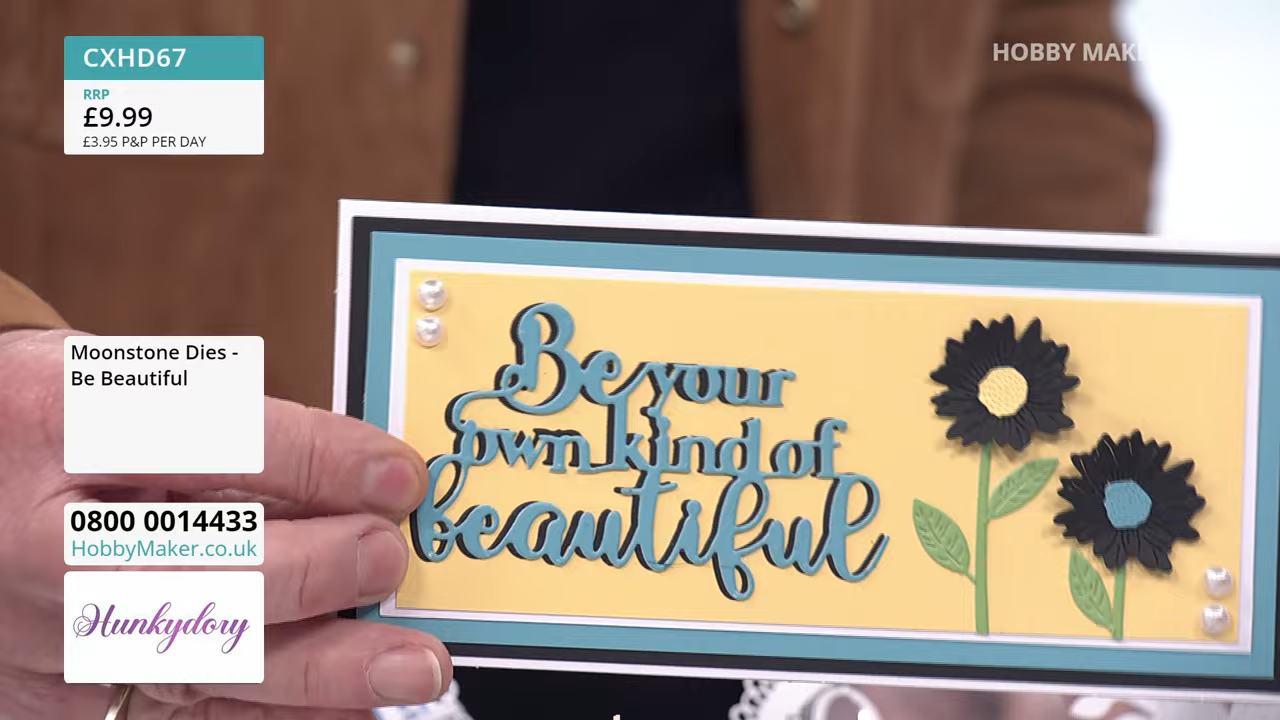 CXHD67
RRP
£9.99
£3.95 P&P PER DAY
HOBBY MAKE
Moonstone Dies -
Be Beautiful
0800 0014433
HobbyMaker.co.uk
Hunkydory
Be your
own kind of
beautiful